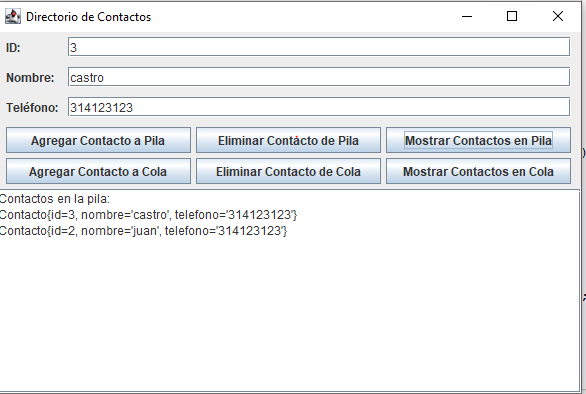 Directorio de Contactos
ID: 3
Nombre: castro
Teléfono: 314123123
Agregar Contacto a Pila Eliminar Contacto de Pila Mostrar Contactos en Pila
Agregar Contacto a Cola Eliminar Contacto de Cola Mostrar Contactos en Cola
Contactos en la pila:
Contacto{id=3, nombre='castro', telefono='314123123'}
Contacto{id=2, nombre='juan', telefono='314123123'}
)
;